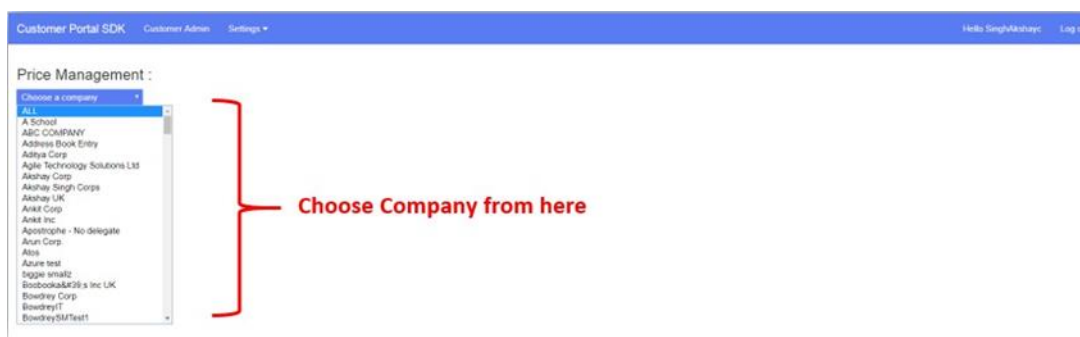 Customer Portal SDK Customer Admin Settings Hello SinghAkshayc Log
Price Management :
Choose a company
ALL
A School
ABC COMPANY
Address Book Entry
Aditya Corp
Agile Technology Solutions Ltd
Akshay Corp
Akshay Singh Corps
Akshay UK
Ankit Corp
Ankit Inc
Apostrophe - No delegate
Arun Corp
Atos
Azure test
biggie smallz
Boobooka&#39;s Inc UK
Bowdrey Corp
BowdreyIT
BowdreySMTest1
Choose Company from here